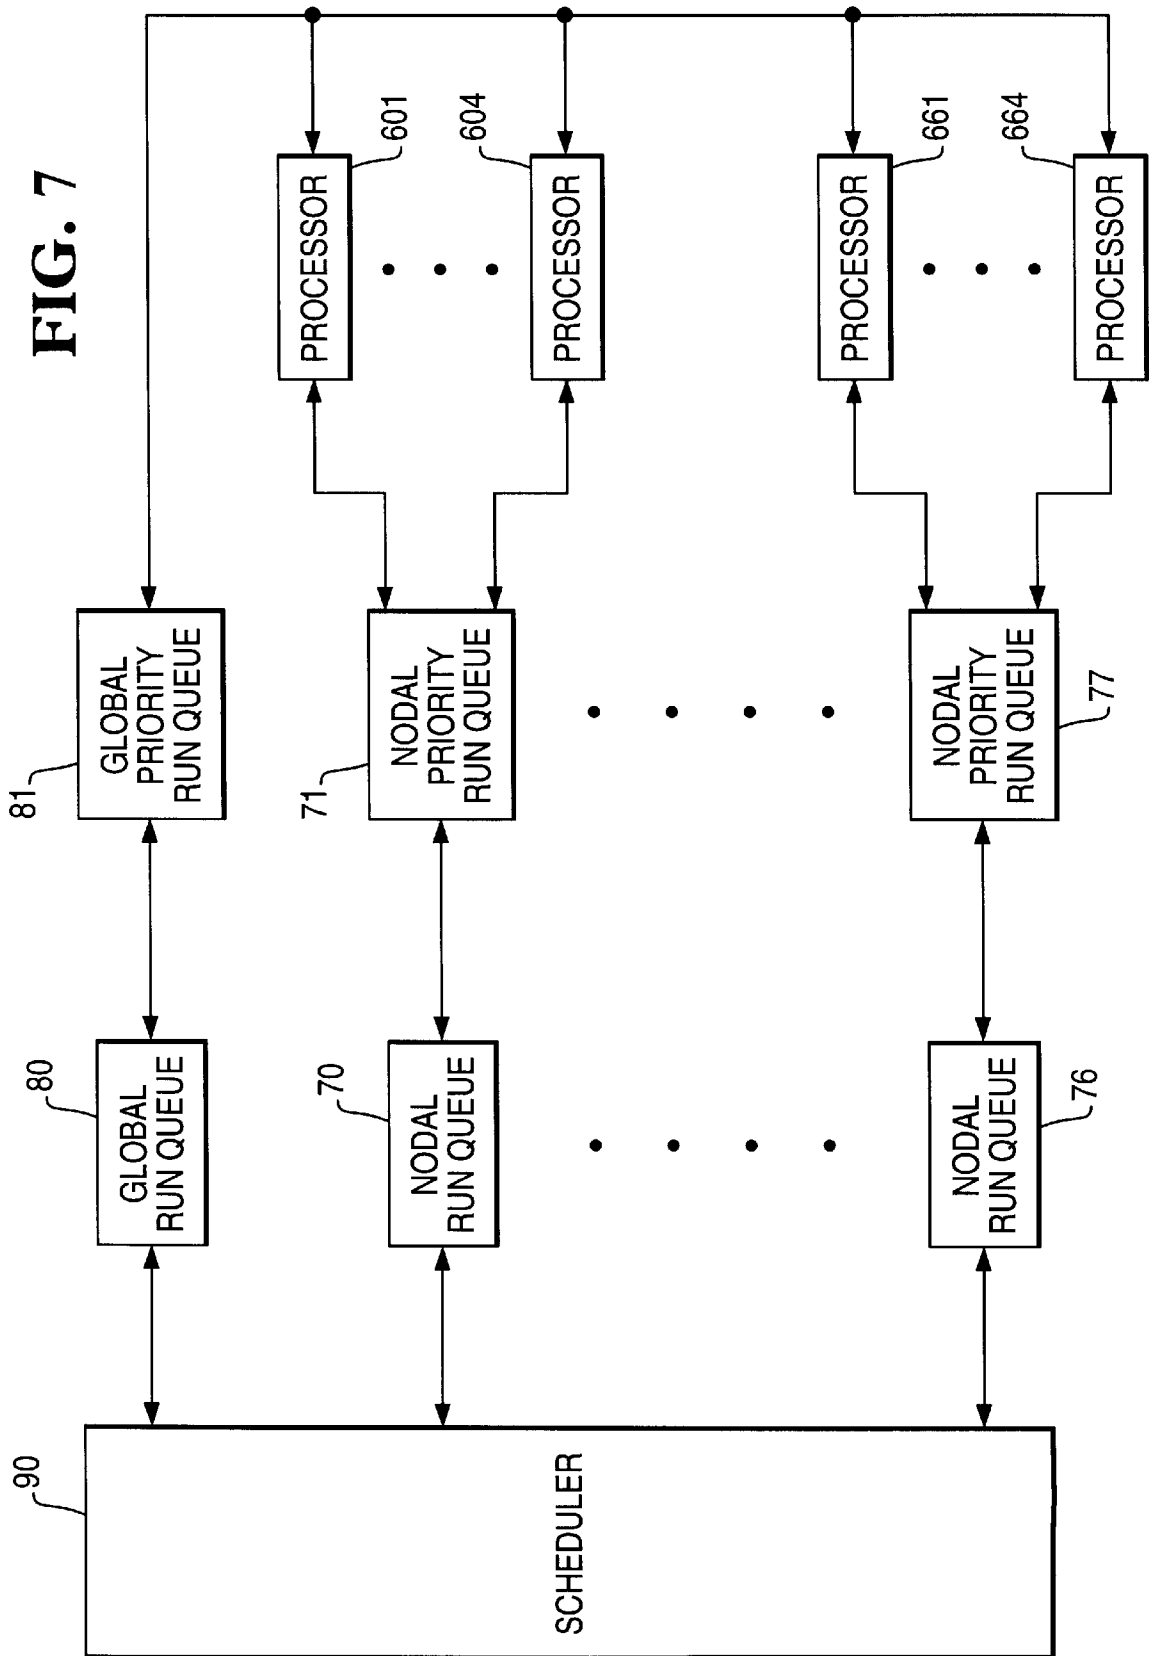 FIG. 7
90
SCHEDULER
80
GLOBAL
RUN QUEUE
81
GLOBAL
PRIORITY
RUN QUEUE
70
NODAL
RUN QUEUE
71
NODAL
PRIORITY
RUN QUEUE
PROCESSOR
601
PROCESSOR
604
NODAL
RUN QUEUE
76
NODAL
PRIORITY
RUN QUEUE
77
PROCESSOR
661
PROCESSOR
664